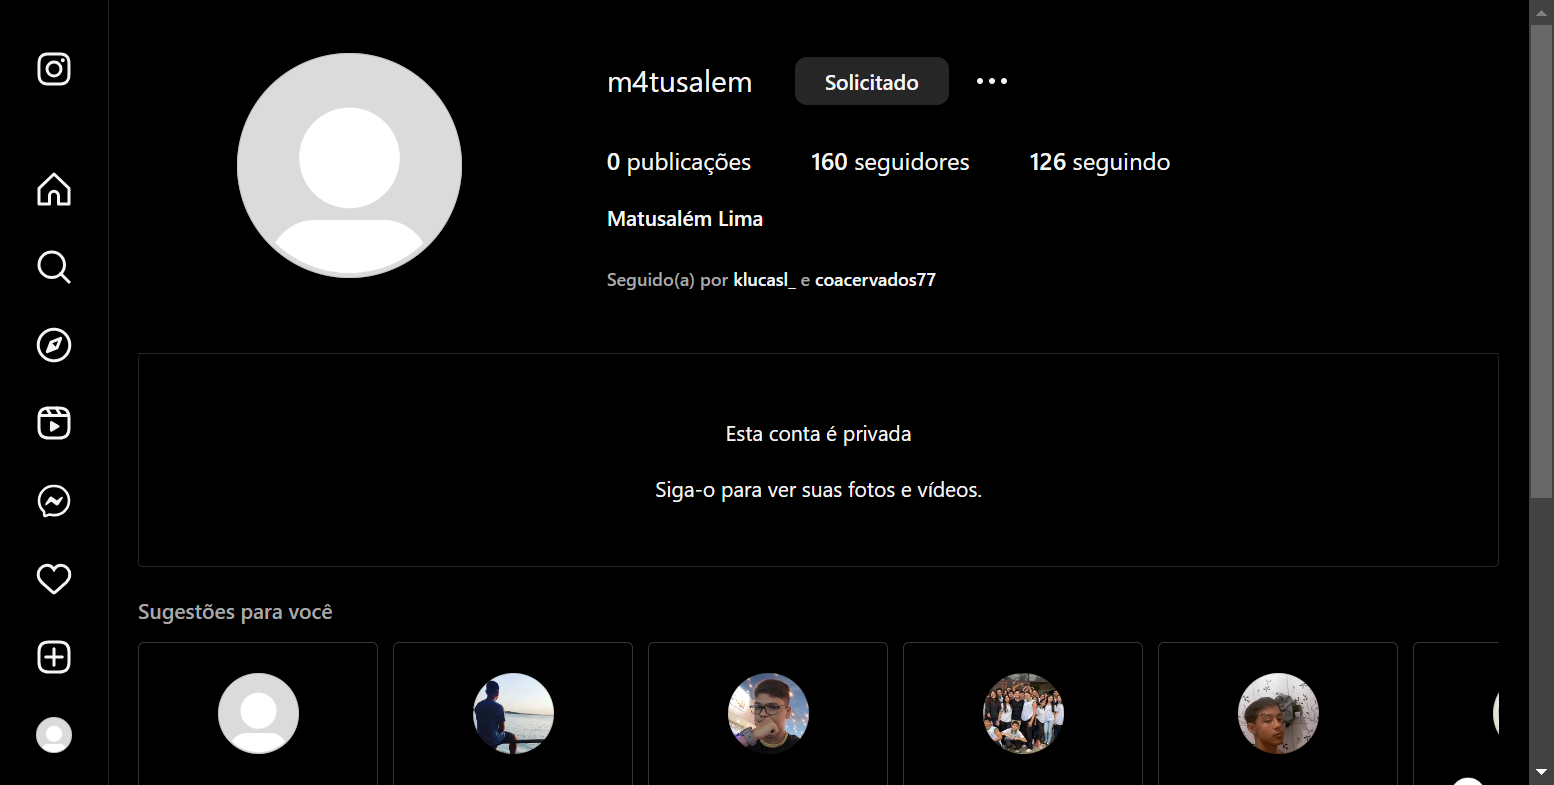 m4tusalem Solicitado
0 publicações 160 seguidores 126 seguindo
Matusalém Lima
Seguido(a) por klucasl_ e coacervados77
Esta conta é privada
Siga-o para ver suas fotos e vídeos.
Sugestões para você